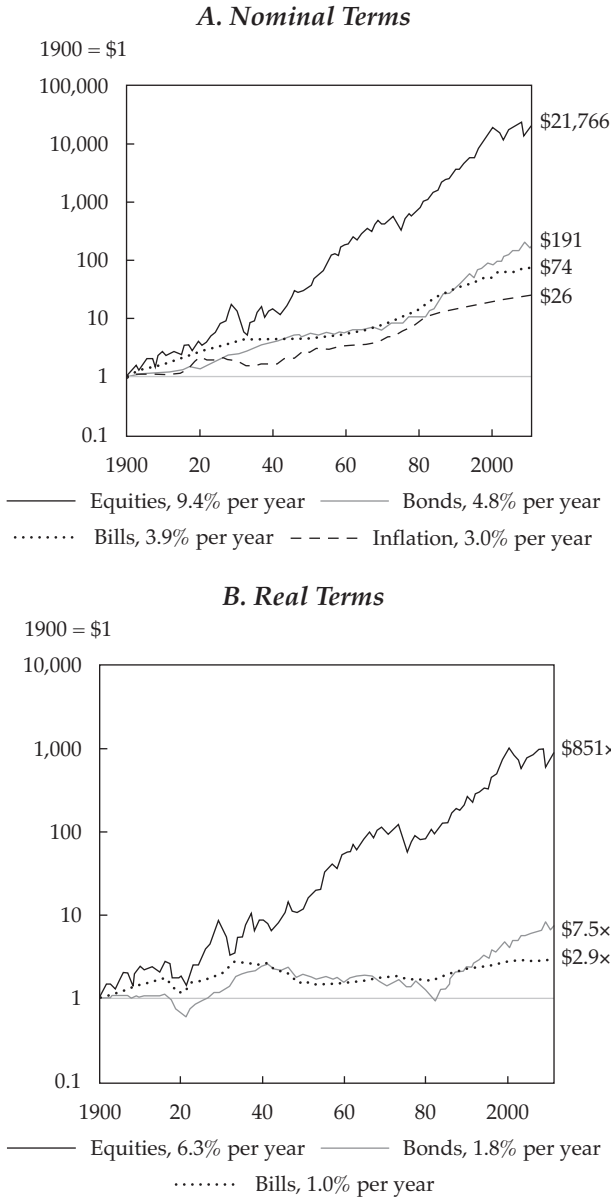 A. Nominal Terms
1900 = $1
100,000
10,000
1,000
100
10
1
0.1
$21,766
$191
$74
$26
1900 20 40 60 80 2000
Equities, 9.4% per year Bonds, 4.8% per year
Bills, 3.9% per year Inflation, 3.0% per year
B. Real Terms
1900 = $1
10,000
1,000
100
10
1
0.1
$851×
$7.5×
$2.9×
1900 20 40 60 80 2000
Equities, 6.3% per year Bonds, 1.8% per year
Bills, 1.0% per year